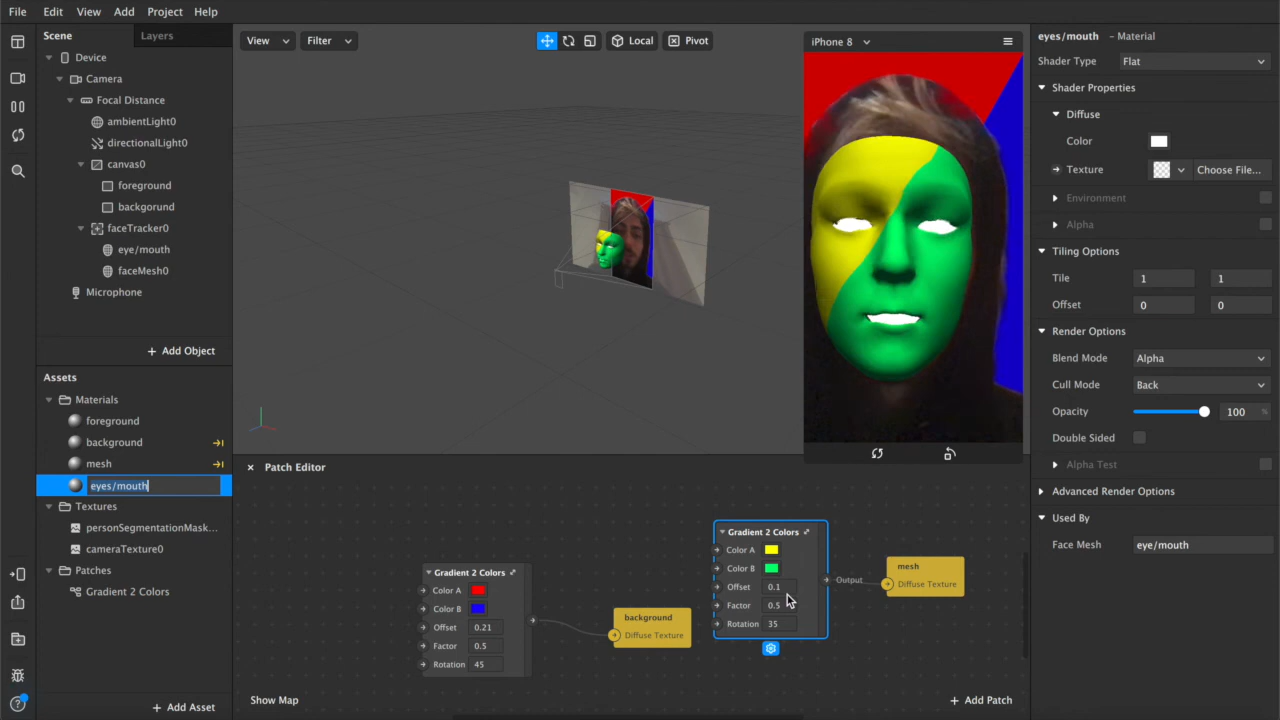 File Edit View Add Project Help
Scene Layers
Device
Camera
Focal Distance
ambientLight0
directionalLight0
canvas0
foreground
backgorund
faceTracker0
eye/mouth
faceMesh0
Microphone
+ Add Object
Assets
Materials
foreground
background
mesh
eyes/mouth
Textures
personSegmentationMask...
cameraTexture0
Patches
Gradient 2 Colors
+ Add Asset
View Filter Local Pivot
iPhone 8
Patch Editor
Gradient 2 Colors
Color A
Color B
Offset 0.21
Factor 0.5
Rotation 45
background
Diffuse Texture
Gradient 2 Colors
Color A
Color B
Offset 0.1
Factor 0.5
Rotation 35
Output
mesh
Diffuse Texture
Show Map
+ Add Patch
eyes/mouth – Material
Shader Type Flat
Shader Properties
Diffuse
Color
Texture Choose File...
Environment
Alpha
Tiling Options
Tile 1 1
Offset 0 0
Render Options
Blend Mode Alpha
Cull Mode Back
Opacity 100 %
Double Sided
Alpha Test
Advanced Render Options
Used By
Face Mesh eye/mouth